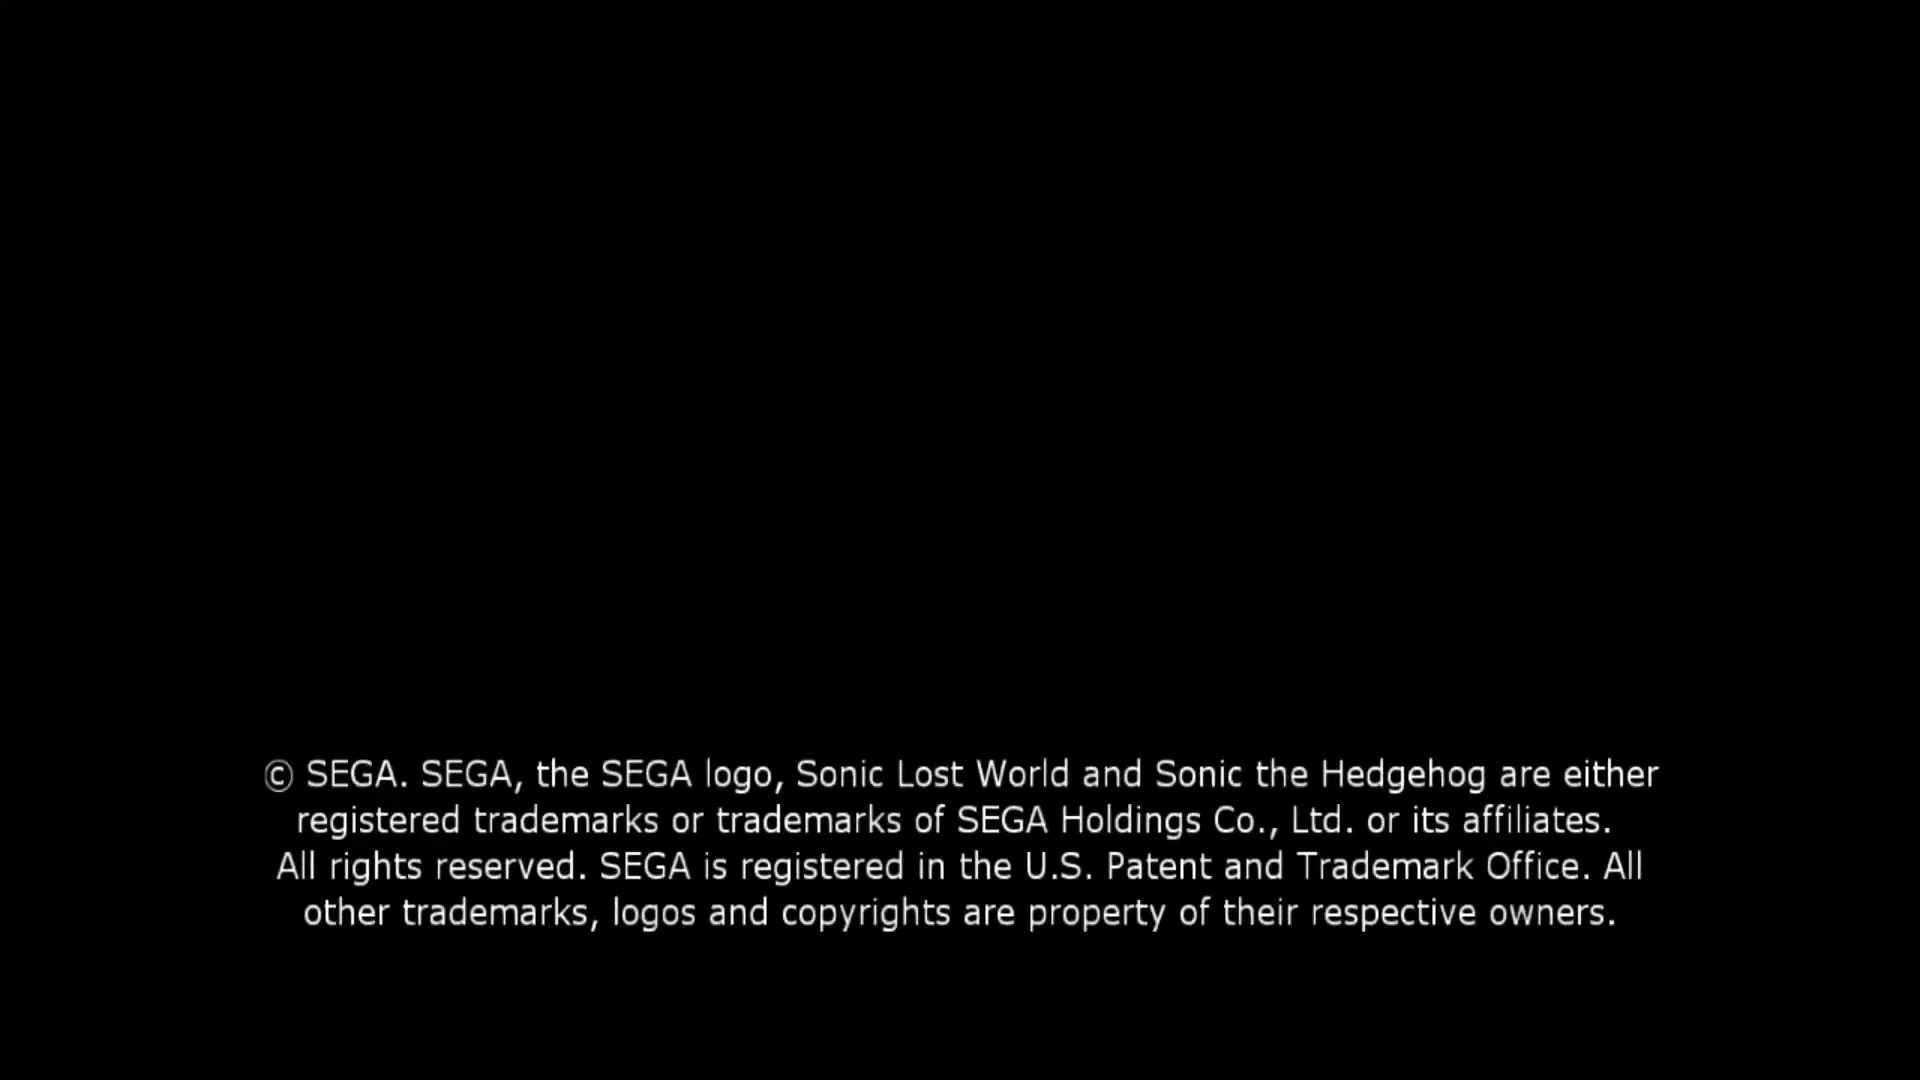 © SEGA. SEGA, the SEGA logo, Sonic Lost World and Sonic the Hedgehog are either
registered trademarks or trademarks of SEGA Holdings Co., Ltd. or its affiliates.
All rights reserved. SEGA is registered in the U.S. Patent and Trademark Office. All
other trademarks, logos and copyrights are property of their respective owners.